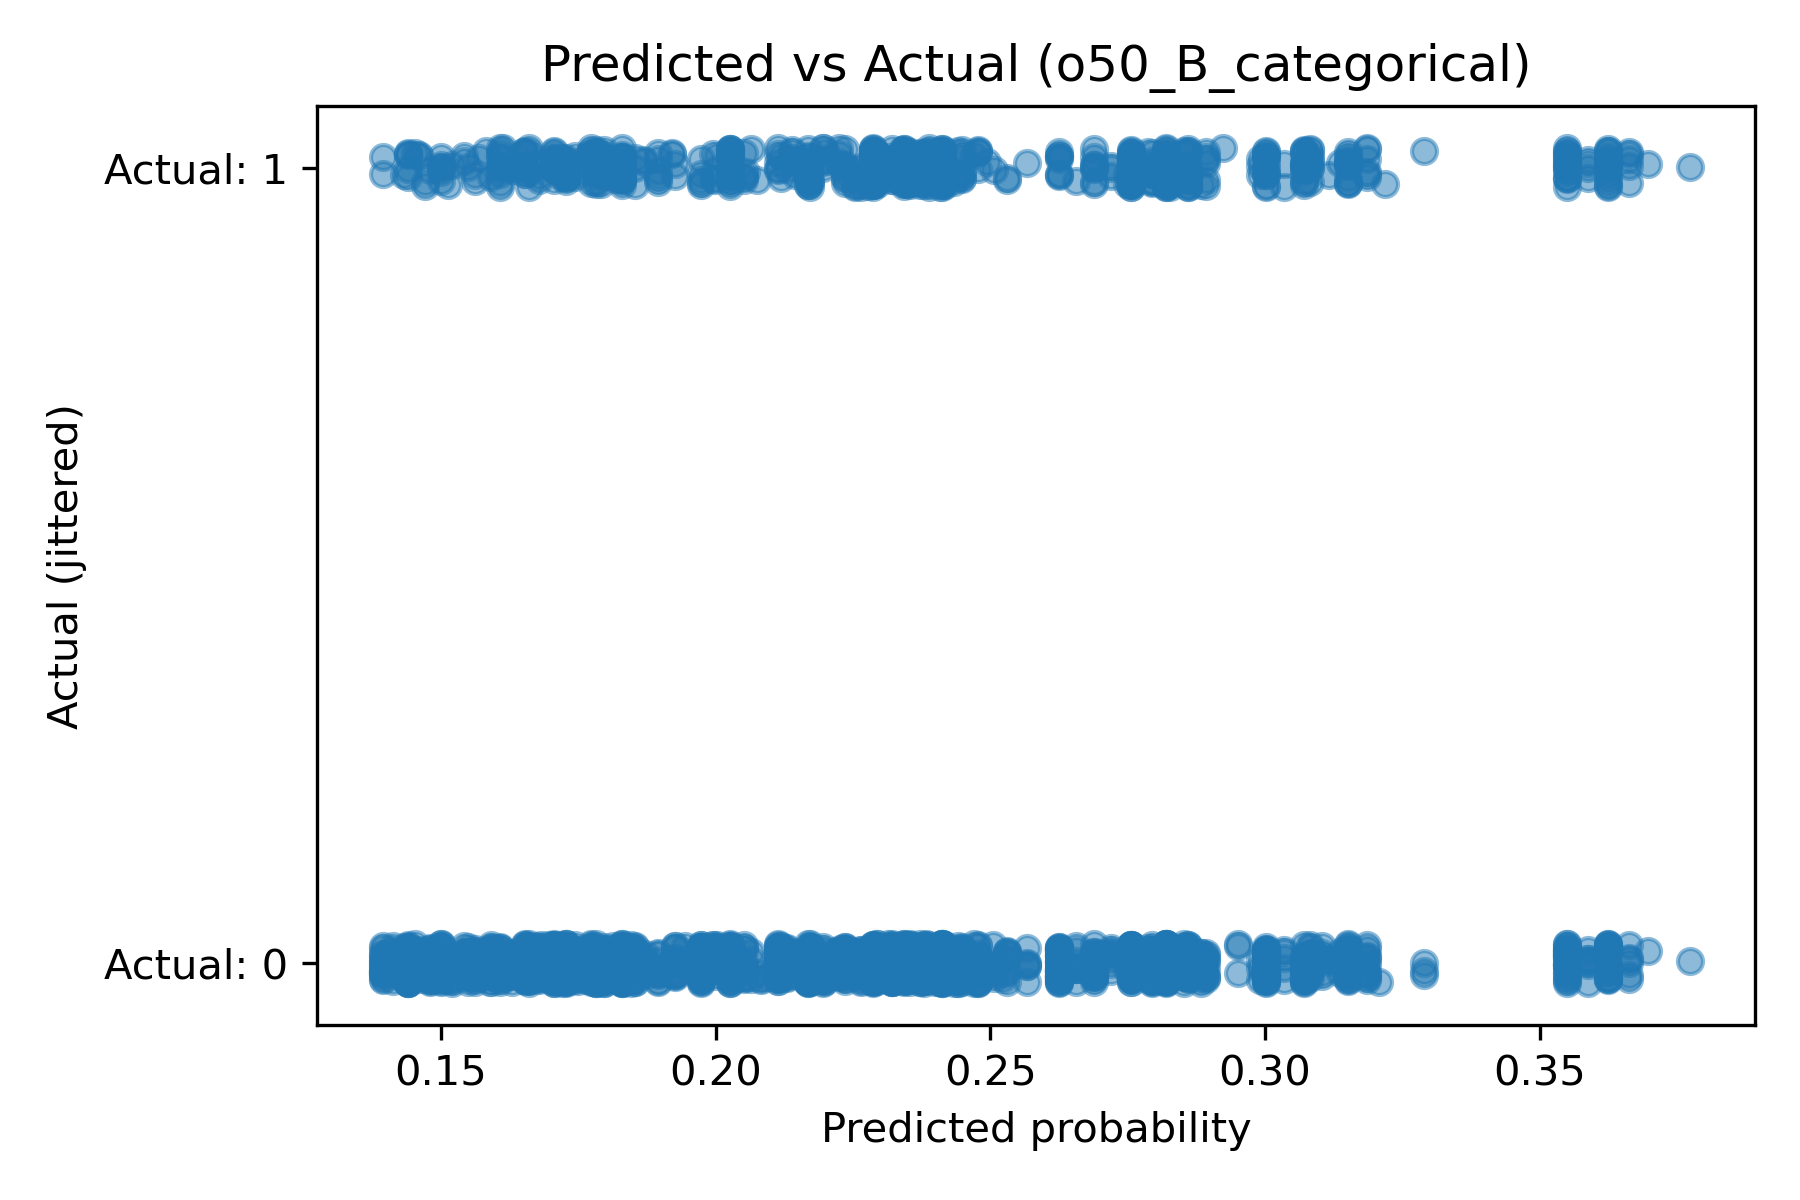 Predicted vs Actual (o50_B_categorical)
Actual: 1
Actual (jittered)
Actual: 0
0.15 0.20 0.25 0.30 0.35
Predicted probability